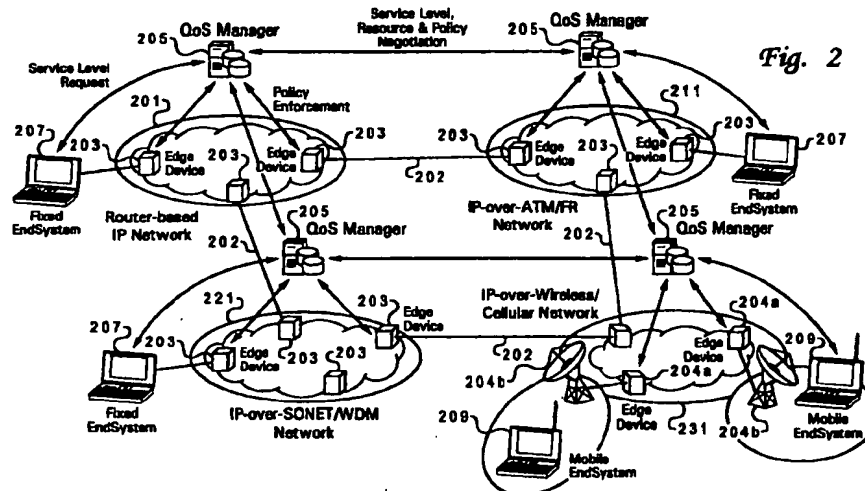 QoS Manager
205
Service Level,
Resource & Policy
Negotiation
QoS Manager
205
Fig. 2
Service Level
Request
201
Policy
Enforcement
211
207
203
203
203
203
203
203
207
Edge
Device
Edge
Device
Edge
Device
Edge
Device
202
Fixed
EndSystem
Router-based
IP Network
205
QoS Manager
IP-over-ATM/FR
Network
205
QoS Manager
Fixed
EndSystem
202
202
221
203
Edge
Device
IP-over-Wireless/
Cellular Network
204a
207
203
Edge
Device
203
203
202
204b
204a
Edge
Device
209
Fixed
EndSystem
IP-over-SONET/WDM
Network
209
Edge
Device
231
204b
Mobile
EndSystem
Mobile
EndSystem